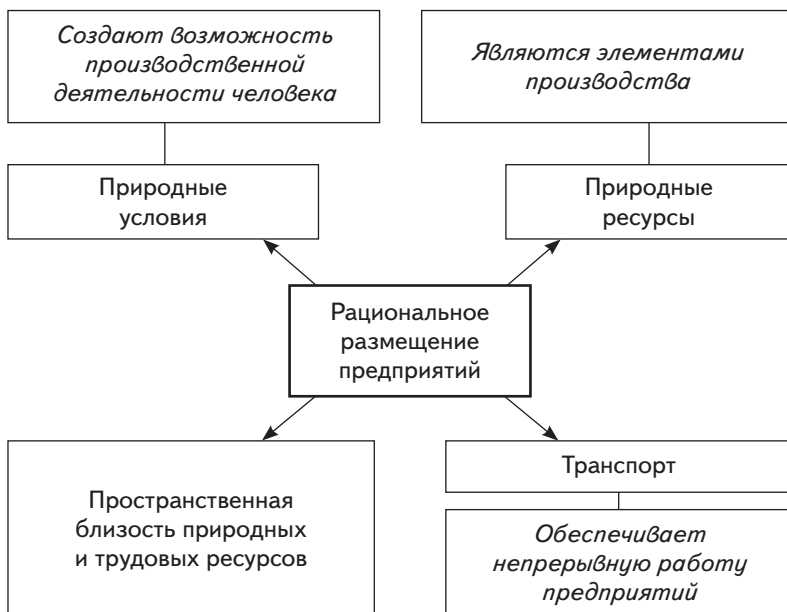 Создают возможность
производственной
деятельности человека
Являются элементами
производства
Природные
условия
Природные
ресурсы
Рациональное
размещение
предприятий
Пространственная
близость природных
и трудовых ресурсов
Транспорт
Обеспечивает
непрерывную работу
предприятий